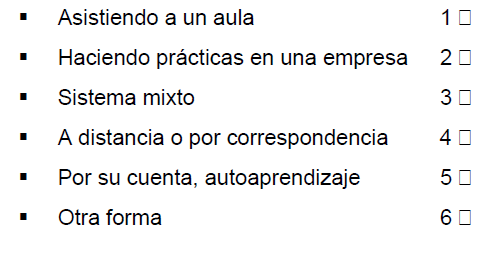 ▪ Asistiendo a un aula 1 □
▪ Haciendo prácticas en una empresa 2 □
▪ Sistema mixto 3 □
▪ A distancia o por correspondencia 4 □
▪ Por su cuenta, autoaprendizaje 5 □
▪ Otra forma 6 □